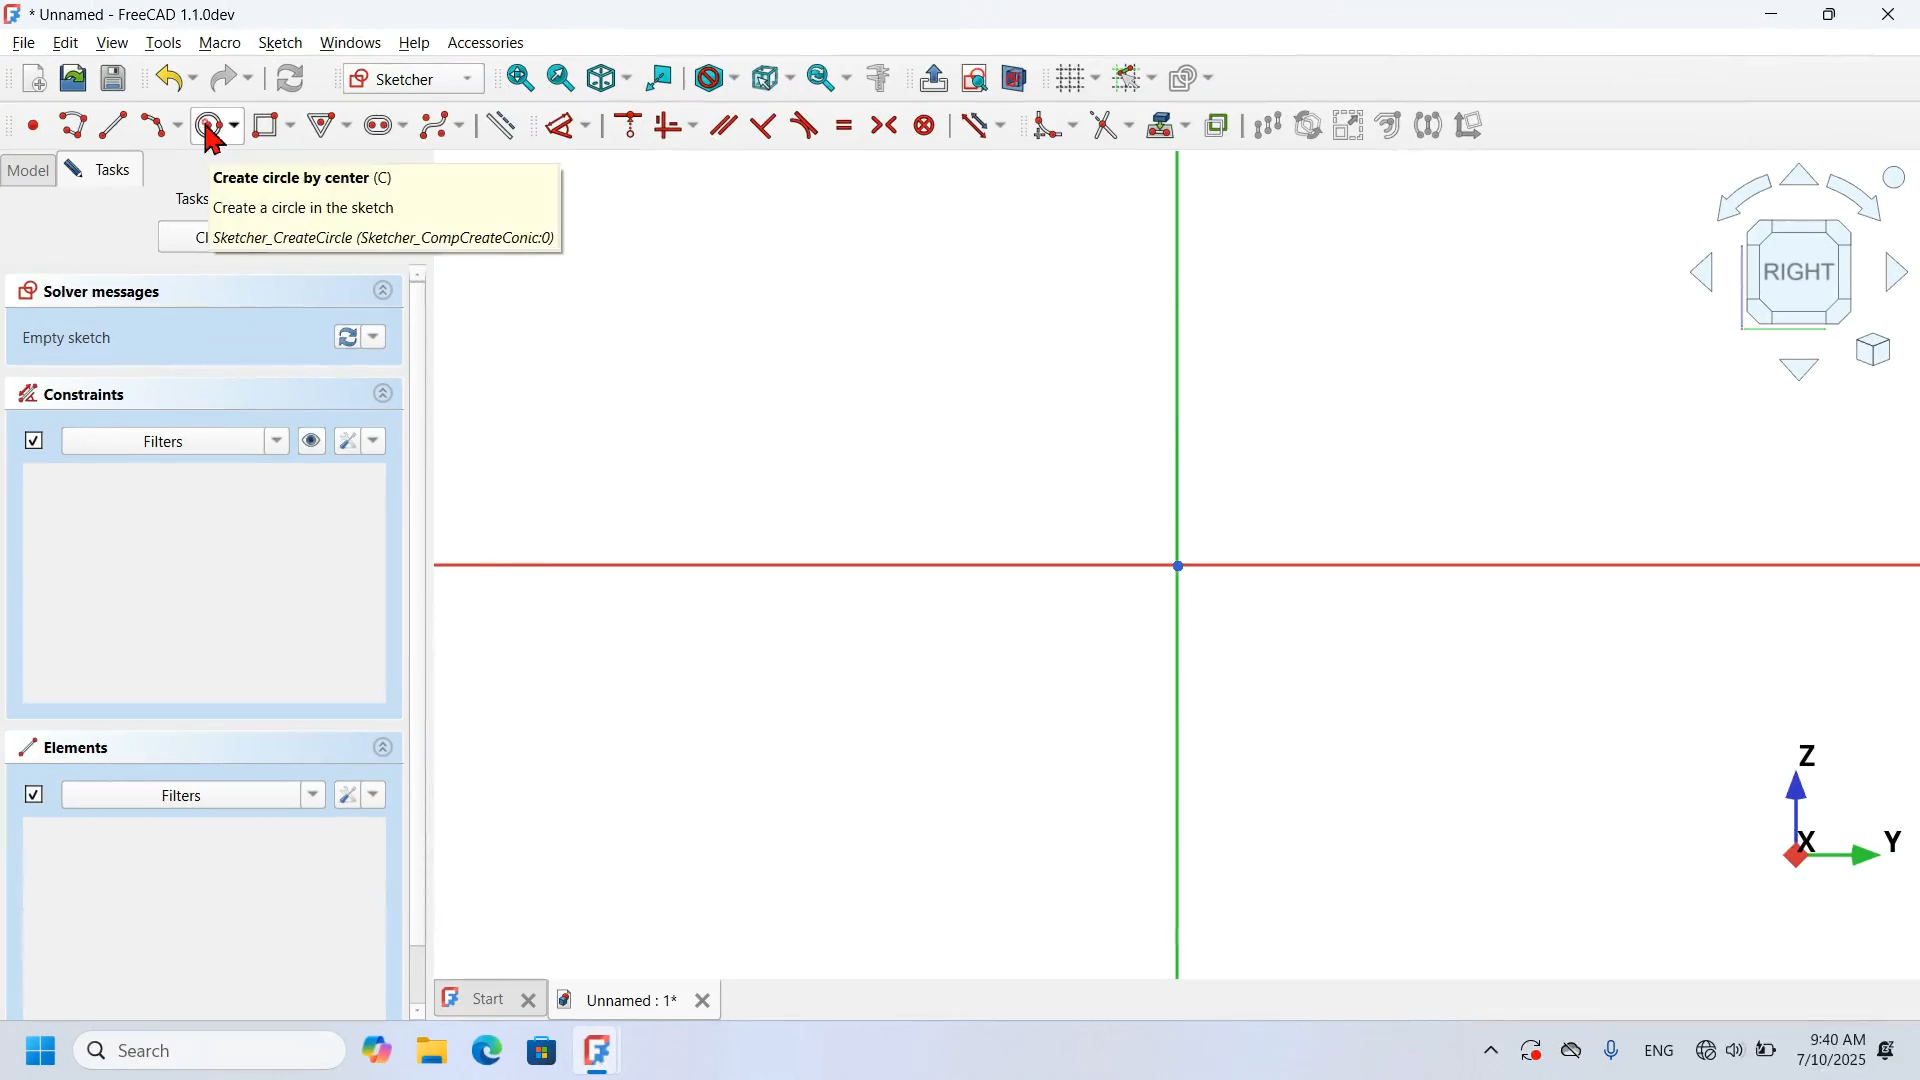 * Unnamed - FreeCAD 1.1.0dev
File Edit View Tools Macro Sketch Windows Help Accessories
Sketcher
Model Tasks
Tasks
Cl
Create circle by center (C)
Create a circle in the sketch
Sketcher_CreateCircle (Sketcher_CompCreateConic:0)
Solver messages
Empty sketch
Constraints
Filters
Elements
Filters
RIGHT
Z
X
Y
Start
Unnamed : 1*
Search
ENG
9:40 AM
7/10/2025